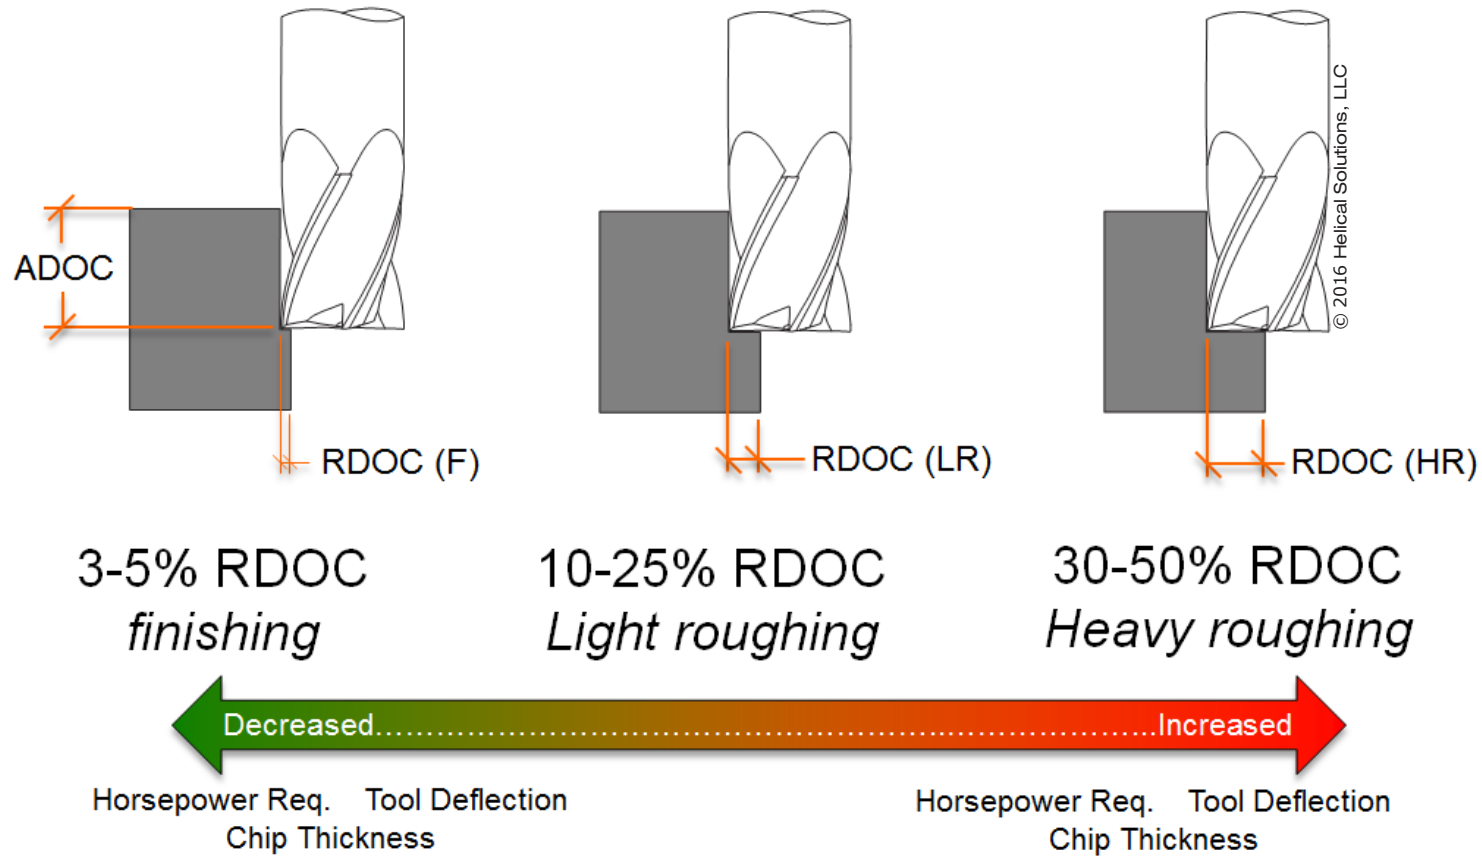 ADOC
RDOC (F)
RDOC (LR)
RDOC (HR)
© 2016 Helical Solutions, LLC
3-5% RDOC
finishing
10-25% RDOC
Light roughing
30-50% RDOC
Heavy roughing
Decreased........................................................................Increased
Horsepower Req. Tool Deflection
Chip Thickness
Horsepower Req. Tool Deflection
Chip Thickness